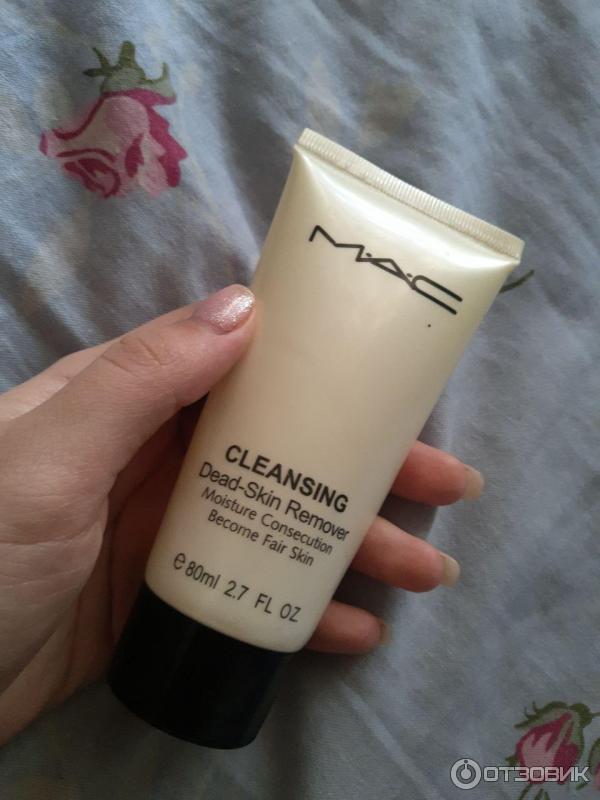 M·A·C
CLEANSING
Dead-Skin Remover
Moisture Consecution
Become Fair Skin
e 80ml 2.7 FL OZ
ОТЗОВИК